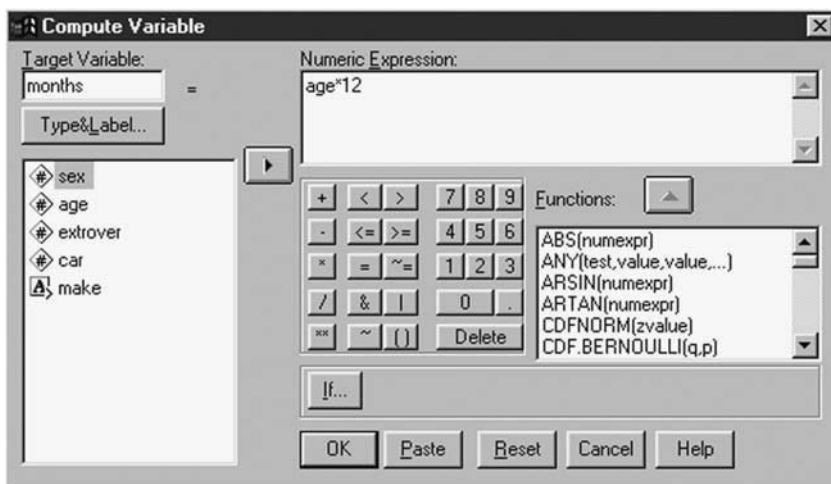 Compute Variable
Target Variable:
months
=
Type&Label...
Numeric Expression:
age*12
sex
age
extrover
car
make
+ < > 7 8 9
- <= >= 4 5 6
* = ~= 1 2 3
/ & | 0 .
** ~ () Delete
Functions:
ABS(numexpr)
ANY(test,value,value,...)
ARSIN(numexpr)
ARTAN(numexpr)
CDFNORM(zvalue)
CDF.BERNOULLI(q,p)
If...
OK Paste Reset Cancel Help